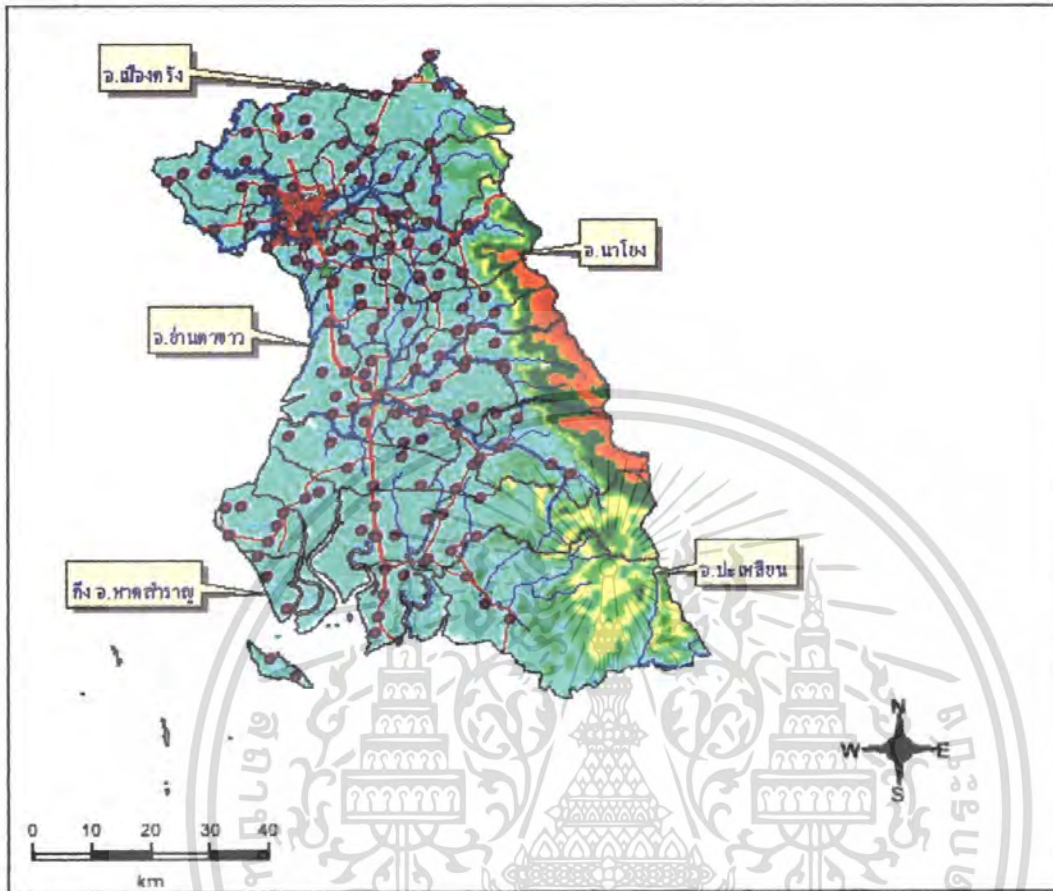 อ.เมืองตรัง
อ.นาโยง
อ.ย่านตาขาว
กิ่ง อ.หาดสำราญ
อ.ปะเหลียน
N
W
E
S
0 10 20 30 40
km